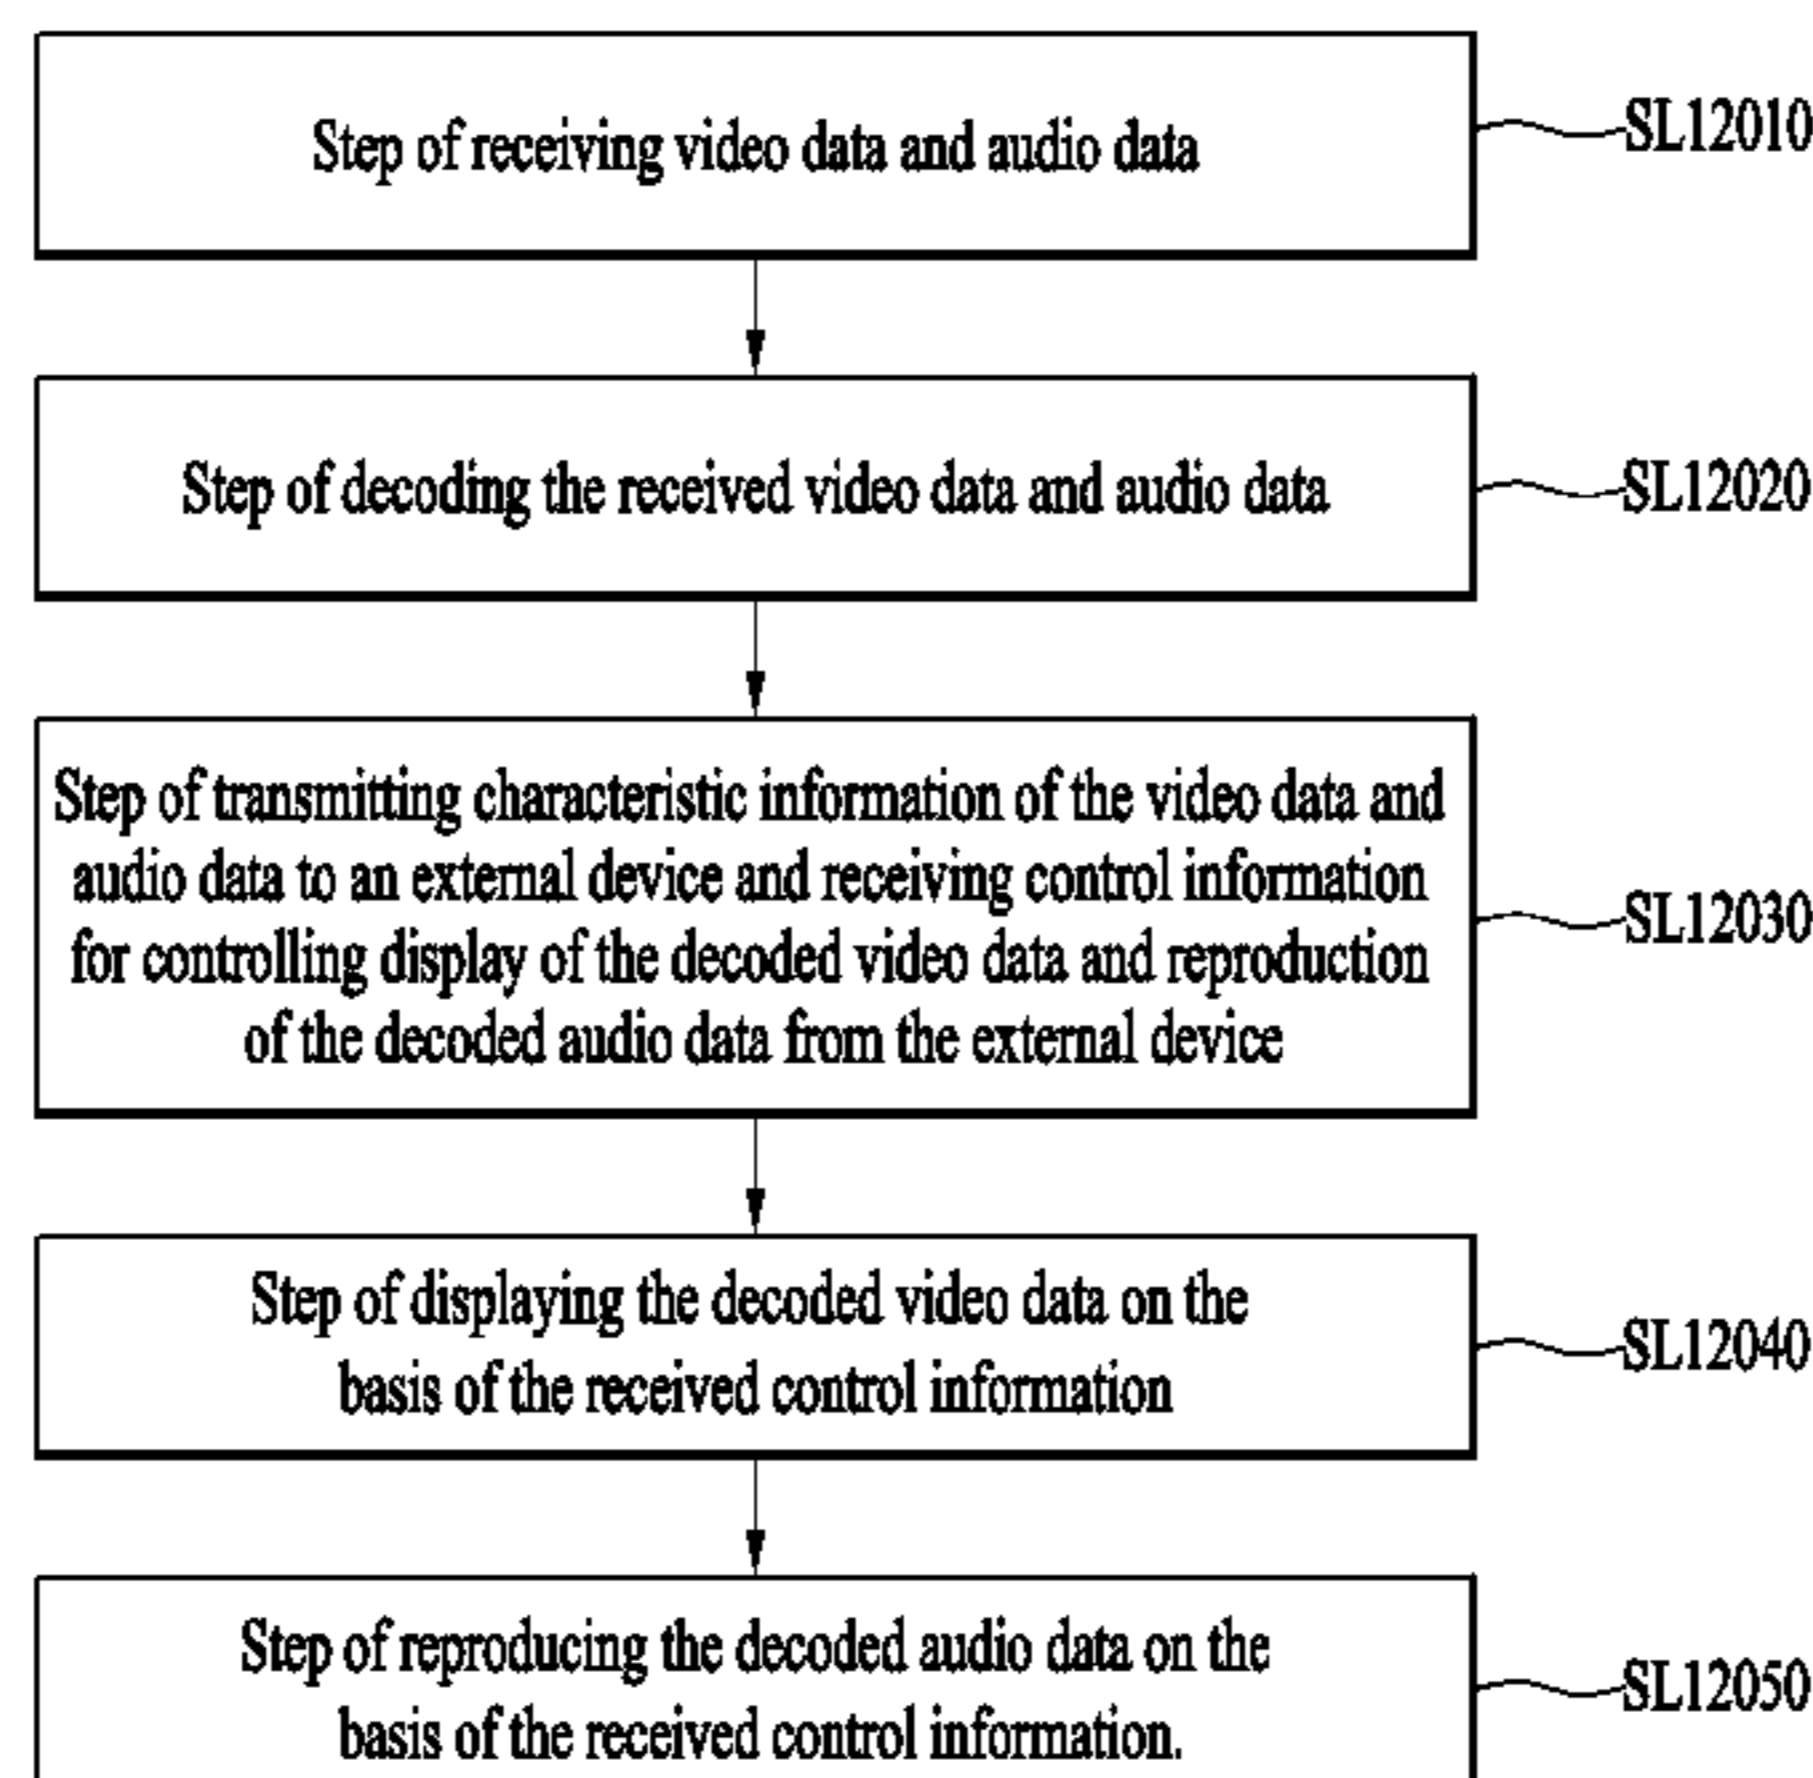 Step of receiving video data and audio data
SL12010
Step of decoding the received video data and audio data
SL12020
Step of transmitting characteristic information of the video data and
audio data to an external device and receiving control information
for controlling display of the decoded video data and reproduction
of the decoded audio data from the external device
SL12030
Step of displaying the decoded video data on the
basis of the received control information
SL12040
Step of reproducing the decoded audio data on the
basis of the received control information.
SL12050